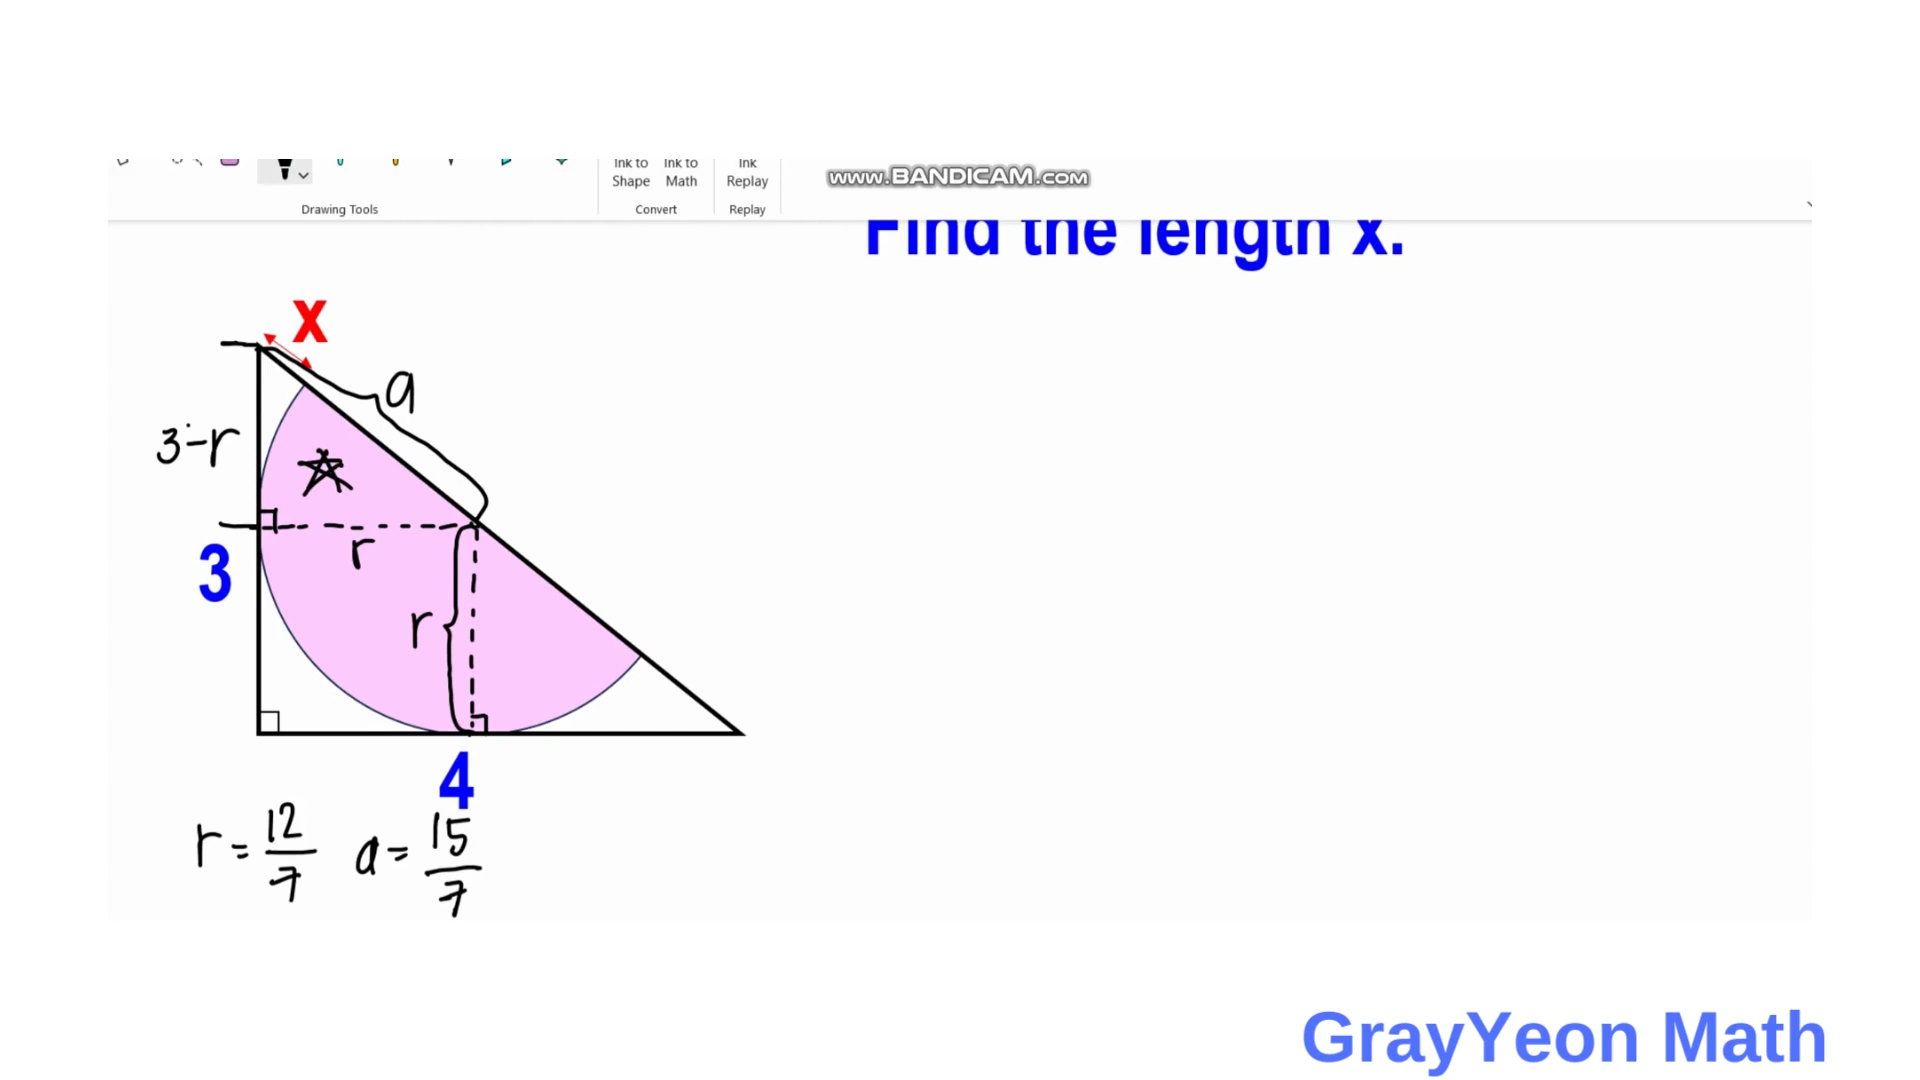 Ink to Shape
Ink to Math
Ink Replay
www.BANDICAM.com
Drawing Tools
Convert
Replay
Find the length x.
x
a
3-r
r
3
r
4
r = 12/7 a = 15/7
GrayYeon Math